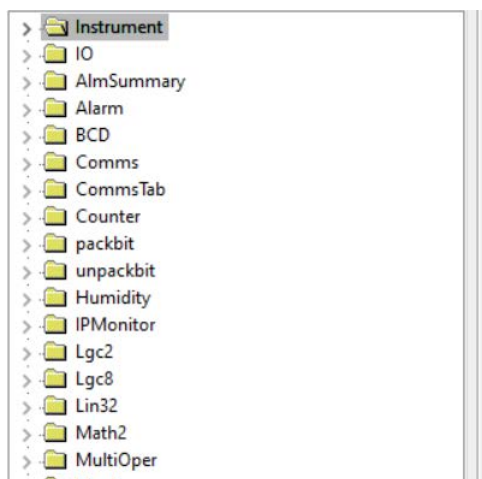 Instrument
IO
AlmSummary
Alarm
BCD
Comms
CommsTab
Counter
packbit
unpackbit
Humidity
IPMonitor
Lgc2
Lgc8
Lin32
Math2
MultiOper